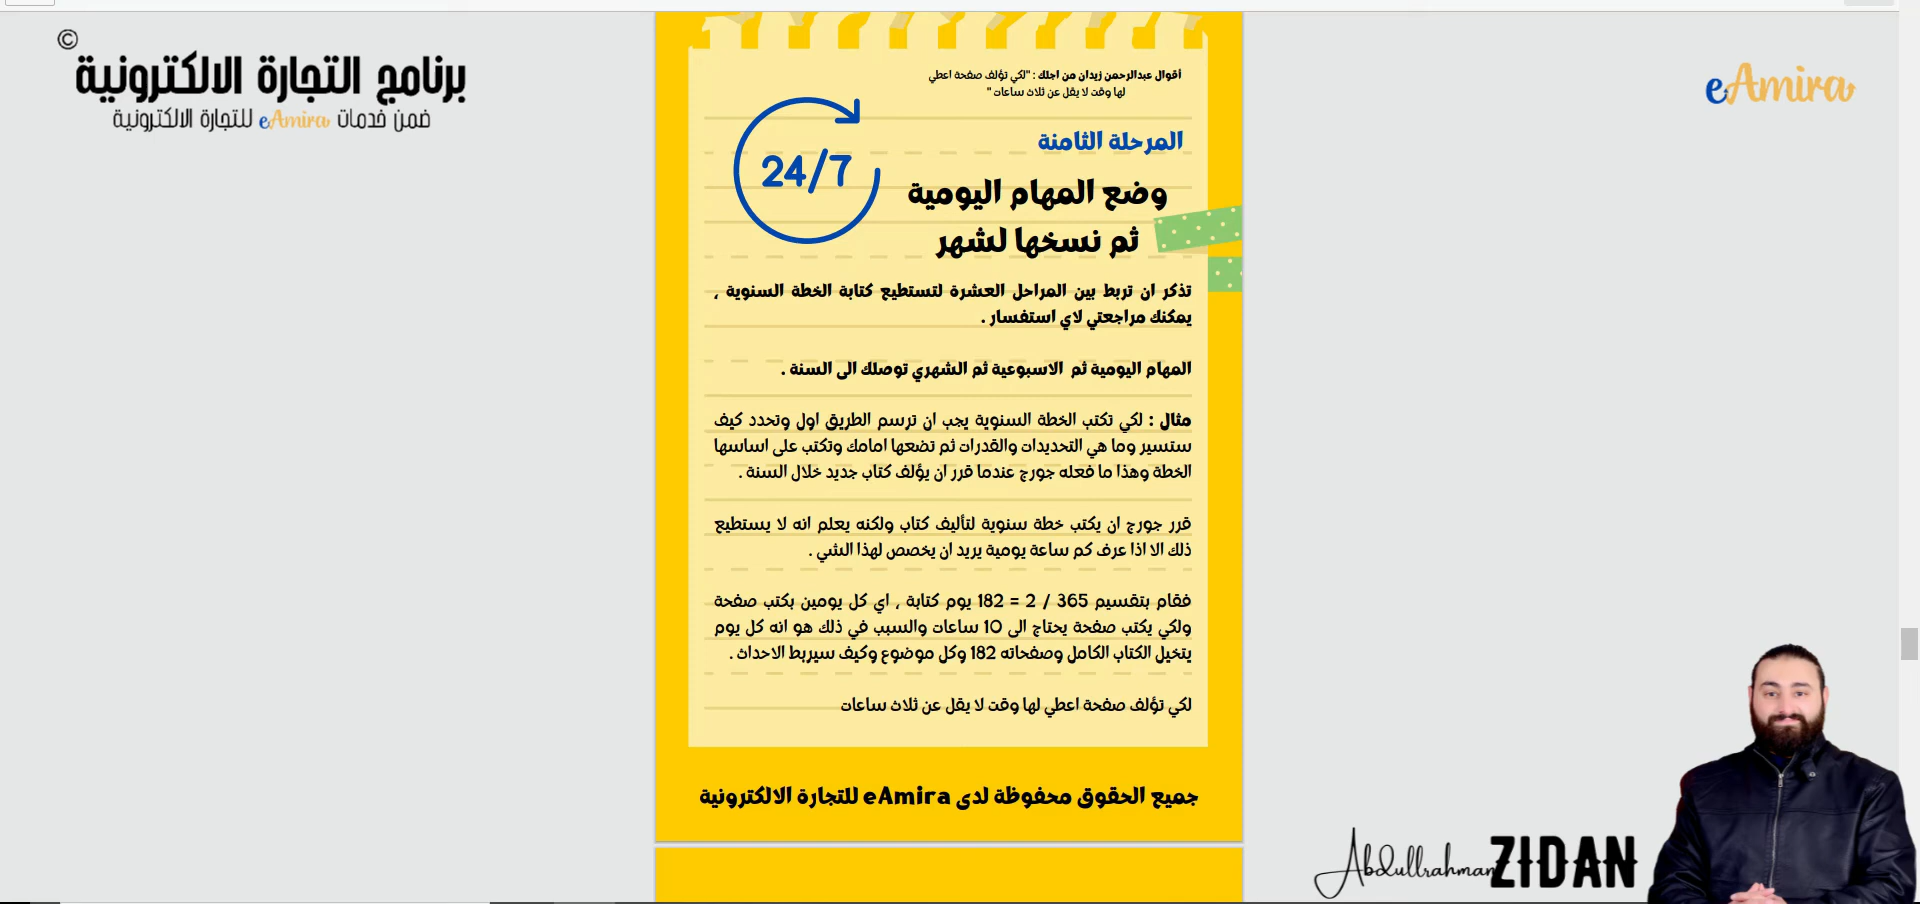 ©
برنامج التجارة الالكترونية
ضمن خدمات eAmira للتجارة الالكترونية
eAmira
أقوال عبدالرحمن زيدان من اجلك : "لكي تؤلف صفحة اعطي
لها وقت لا يقل عن ثلاث ساعات "
24/7
المرحلة الثامنة
وضع المهام اليومية
ثم نسخها لشهر
تذكر ان تربط بين المراحل العشرة لتستطيع كتابة الخطة السنوية ,
يمكنك مراجعتي لاي استفسار .
المهام اليومية ثم الاسبوعية ثم الشهري توصلك الى السنة .
مثال : لكي تكتب الخطة السنوية يجب ان ترسم الطريق اول وتحدد كيف
ستسير وما هي التحديدات والقدرات ثم تضعها امامك وتكتب على اساسها
الخطة وهذا ما فعله جورج عندما قرر ان يؤلف كتاب جديد خلال السنة .
قرر جورج ان يكتب خطة سنوية لتأليف كتاب ولكنه يعلم انه لا يستطيع
ذلك الا اذا عرف كم ساعة يومية يريد ان يخصص لهذا الشي .
فقام بتقسيم 365 / 2 = 182 يوم كتابة , اي كل يومين بكتب صفحة
ولكي يكتب صفحة يحتاج الى 10 ساعات والسبب في ذلك هو انه كل يوم
يتخيل الكتاب الكامل وصفحاته 182 وكل موضوع وكيف سيربط الاحداث .
لكي تؤلف صفحة اعطي لها وقت لا يقل عن ثلاث ساعات
جميع الحقوق محفوظة لدى eAmira للتجارة الالكترونية
Abdullrahman ZIDAN